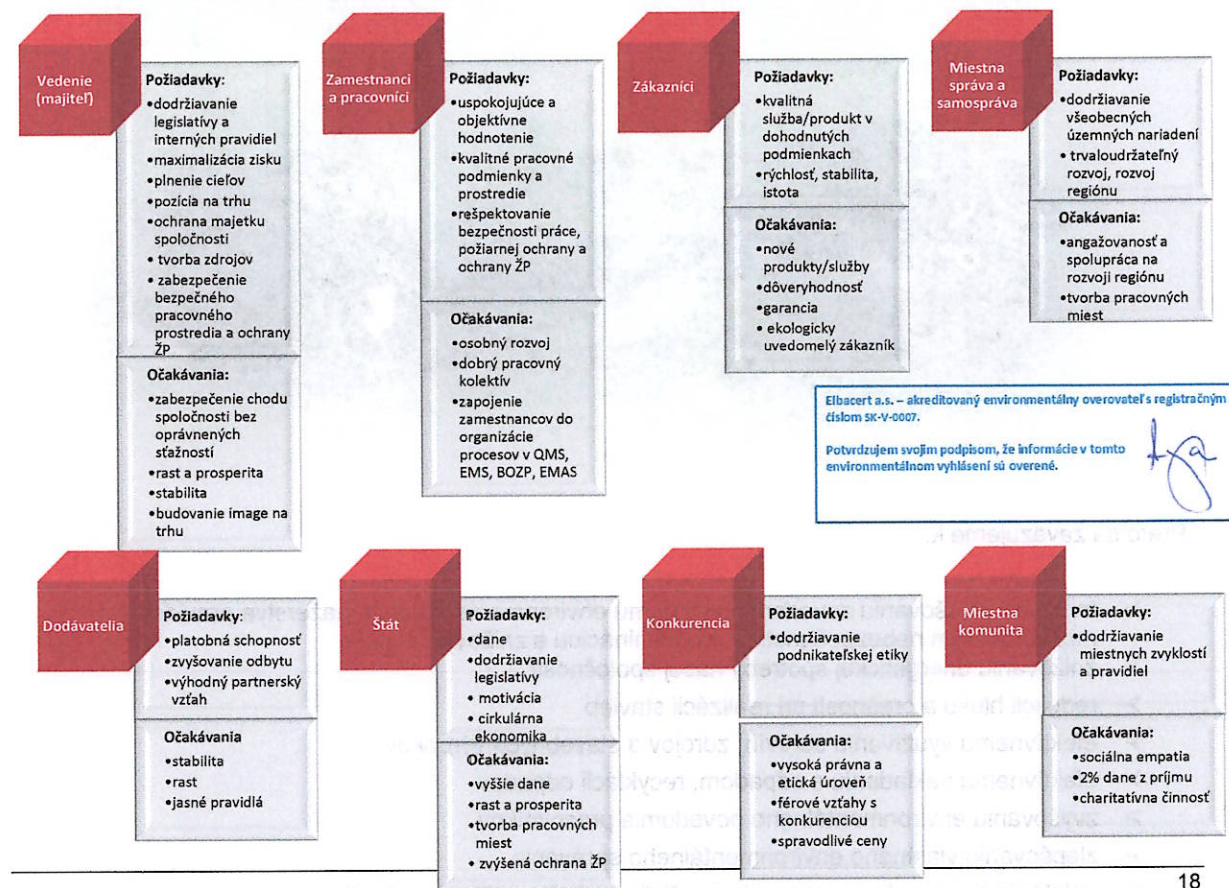 Vedenie
(majiteľ)
Požiadavky:
•dodržiavanie
legislatívy a
interných pravidiel
•maximalizácia zisku
•plnenie cieľov
•pozícia na trhu
•ochrana majetku
spoločnosti
• tvorba zdrojov
• zabezpečenie
bezpečného
pracovného
prostredia a ochrany
ŽP
Očakávania:
•zabezpečenie chodu
spoločnosti bez
oprávnených
sťažností
•rast a prosperita
•stabilita
•budovanie image na
trhu
Zamestnanci
a pracovníci
Požiadavky:
•uspokojujúce a
objektívne
hodnotenie
•kvalitné pracovné
podmienky a
prostredie
•rešpektovanie
bezpečnosti práce,
požiarnej ochrany a
ochrany ŽP
Očakávania:
•osobný rozvoj
•dobrý pracovný
kolektív
•zapojenie
zamestnancov do
organizácie
procesov v QMS,
EMS, BOZP, EMAS
Zákazníci
Požiadavky:
•kvalitná
služba/produkt v
dohodnutých
podmienkach
•rýchlosť, stabilita,
istota
Očakávania:
•nové
produkty/služby
•dôveryhodnosť
•garancia
• ekologicky
uvedomelý zákazník
Miestna
správa a
samospráva
Požiadavky:
•dodržiavanie
všeobecných
územných nariadení
• trvaloudržateľný
rozvoj, rozvoj
regiónu
Očakávania:
•angažovanosť a
spolupráca na
rozvoji regiónu
•tvorba pracovných
miest
Elbacert a.s. – akreditovaný environmentálny overovateľ s registračným
číslom SK-V-0007.
Potvrdzujem svojim podpisom, že informácie v tomto
environmentálnom vyhlásení sú overené.
Dodávatelia
Požiadavky:
•platobná schopnosť
•zvyšovanie odbytu
•výhodný partnerský
vzťah
Očakávania
•stabilita
•rast
•jasné pravidlá
Štát
Požiadavky:
•dane
•dodržiavanie
legislatívy
• motivácia
• cirkulárna
ekonomika
Očakávania:
•vyššie dane
•rast a prosperita
•tvorba pracovných
miest
• zvýšená ochrana ŽP
Konkurencia
Požiadavky:
•dodržiavanie
podnikateľskej etiky
Očakávania:
•vysoká právna a
etická úroveň
•férové vzťahy s
konkurenciou
•spravodlivé ceny
Miestna
komunita
Požiadavky:
•dodržiavanie
miestnych zvyklostí
a pravidiel
Očakávania:
•sociálna empatia
•2% dane z príjmu
•charitatívna činnosť
18